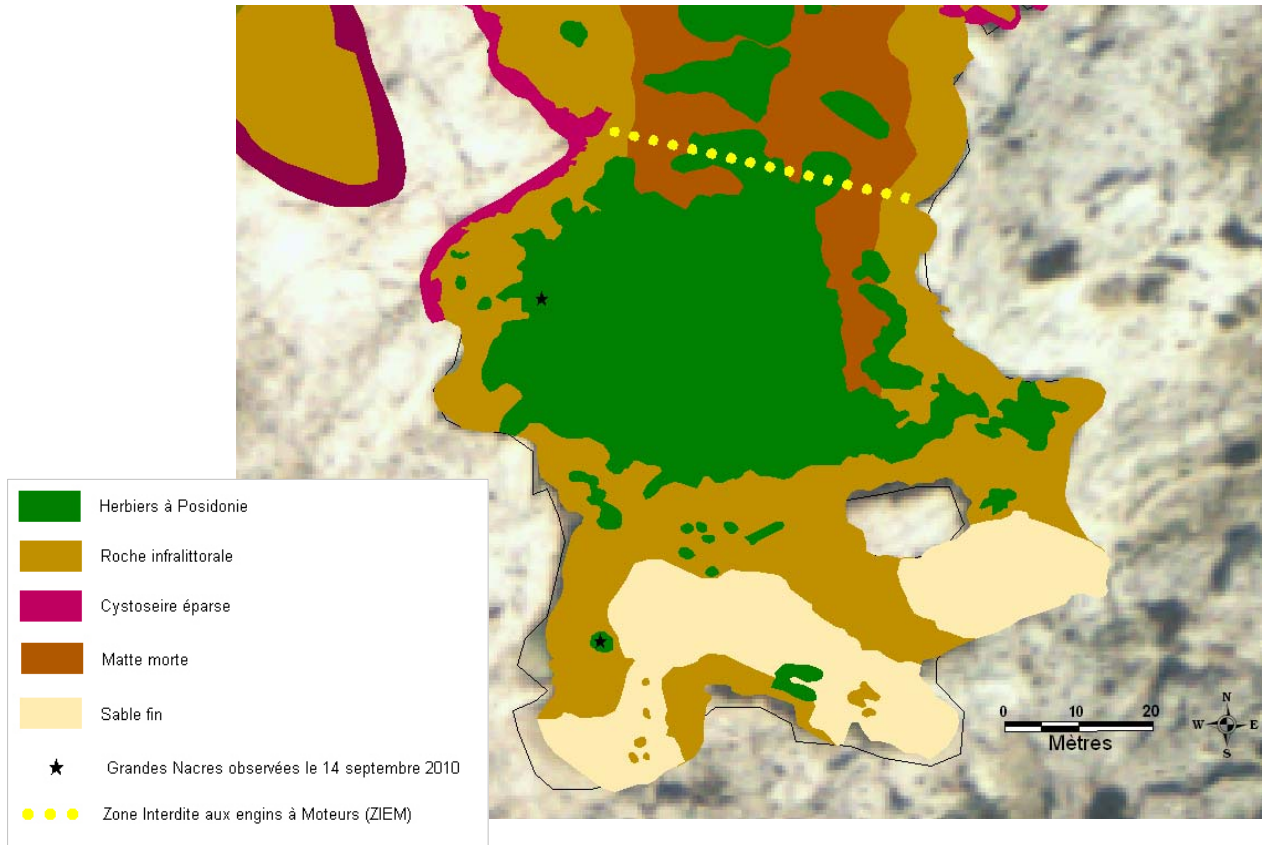 Herbiers à Posidonie
Roche infralittorale
Cystoseire éparse
Matte morte
Sable fin
Grandes Nacres observées le 14 septembre 2010
Zone Interdite aux engins à Moteurs (ZIEM)
0 10 20
Mètres
N
W E
S